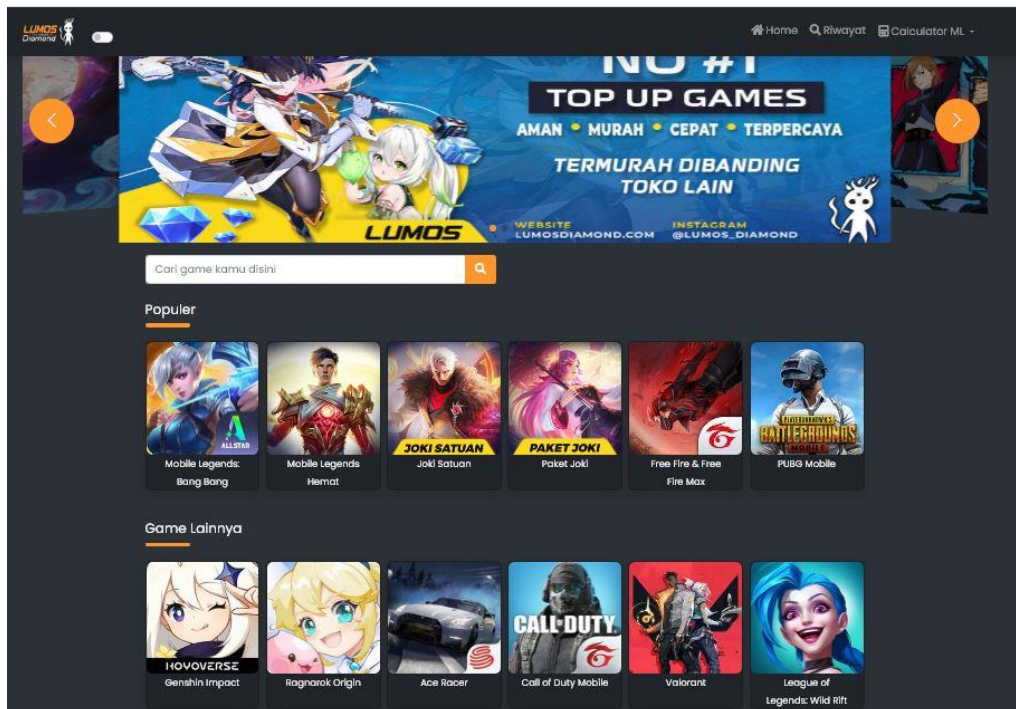 LUMOS
Diamond
Home Riwayat Calculator ML
NO #1
TOP UP GAMES
AMAN • MURAH • CEPAT • TERPERCAYA
TERMURAH DIBANDING
TOKO LAIN
LUMOS
WEBSITE
LUMOSDIAMOND.COM
INSTAGRAM
@LUMOS_DIAMOND
Cari game kamu disini
Populer
ALLSTAR
Mobile Legends:
Bang Bang
Mobile Legends
Hemat
JOKI SATUAN
Joki Satuan
PAKET JOKI
Paket Joki
Free Fire & Free
Fire Max
PLAYERUNKNOWN'S
BATTLEGROUNDS
MOBILE
PUBG Mobile
Game Lainnya
HOYOVERSE
Genshin Impact
Ragnarok Origin
Ace Racer
CALL OF DUTY
Call of Duty Mobile
Valorant
League of
Legends: Wild Rift